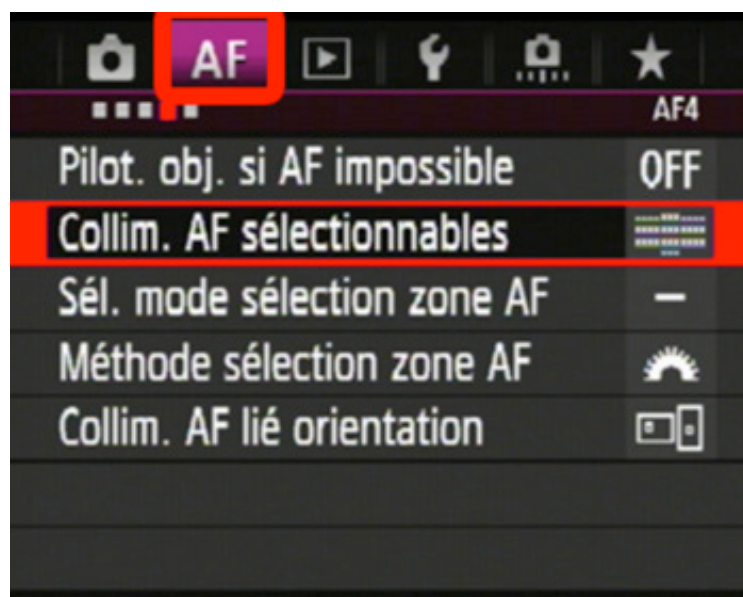 AF
AF4
Pilot. obj. si AF impossible OFF
Collim. AF sélectionnables
Sél. mode sélection zone AF –
Méthode sélection zone AF
Collim. AF lié orientation